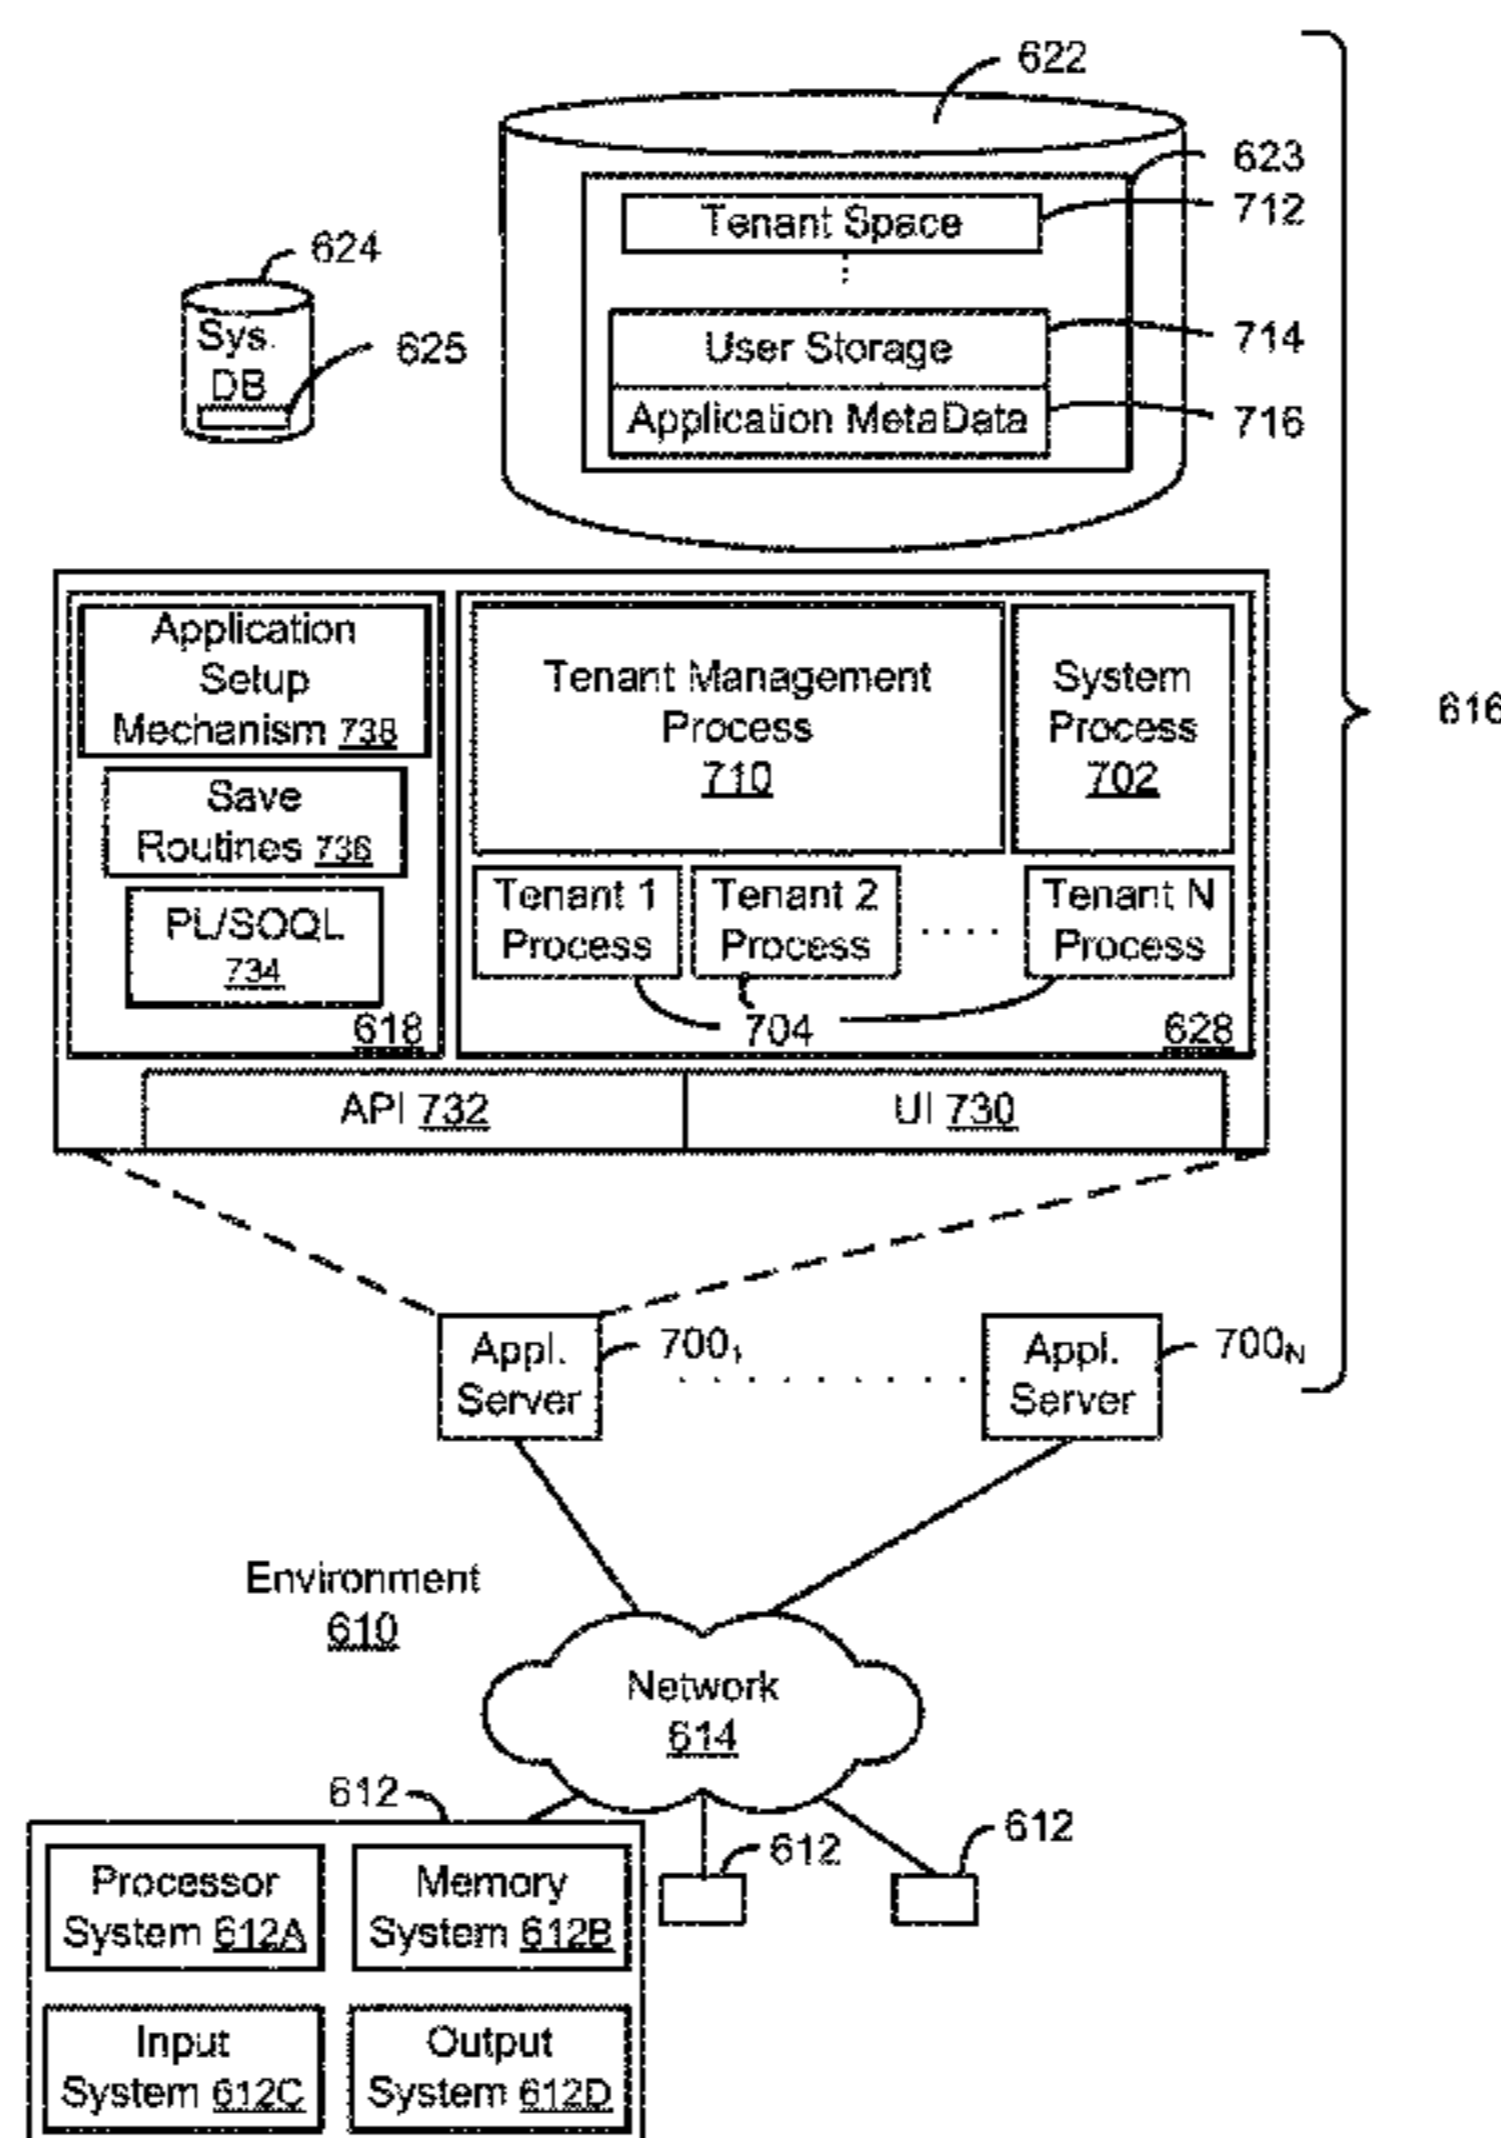 622
623
Tenant Space
712
624
Sys.
DB
625
User Storage
714
Application MetaData
716
Application
Setup
Mechanism 738
Save
Routines 736
PL/SOQL
734
618
Tenant Management
Process
710
System
Process
702
Tenant 1
Process
Tenant 2
Process
. . . .
Tenant N
Process
704
628
616
API 732
UI 730
Appl.
Server
700₁
Appl.
Server
700N
Environment
610
Network
614
612
612
612
Processor
System 612A
Memory
System 612B
Input
System 612C
Output
System 612D